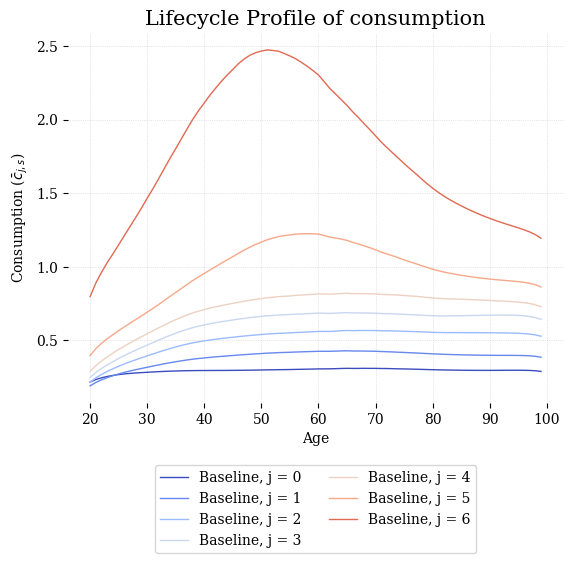 Lifecycle Profile of consumption
Consumption (c̄ⱼ,ₛ)
2.5
2.0
1.5
1.0
0.5
20 30 40 50 60 70 80 90 100
Age
Baseline, j = 0
Baseline, j = 1
Baseline, j = 2
Baseline, j = 3
Baseline, j = 4
Baseline, j = 5
Baseline, j = 6